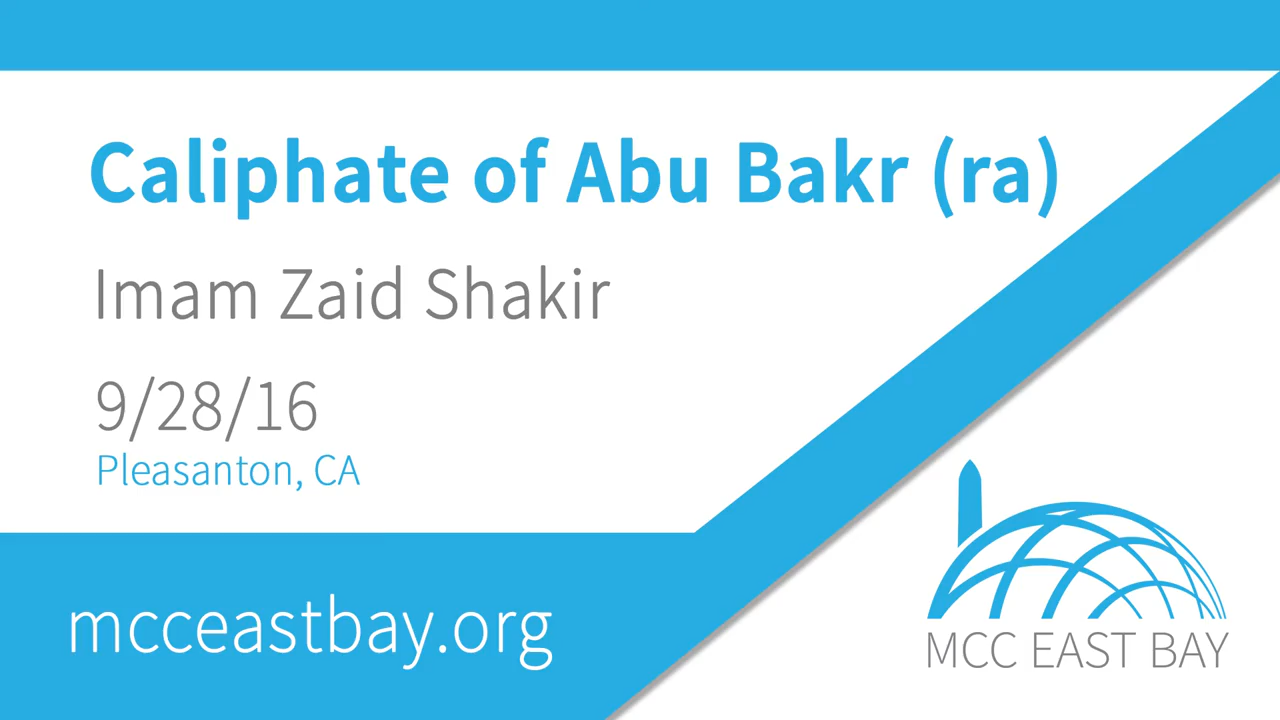 Caliphate of Abu Bakr (ra)
Imam Zaid Shakir
9/28/16
Pleasanton, CA
mcceastbay.org
MCC EAST BAY